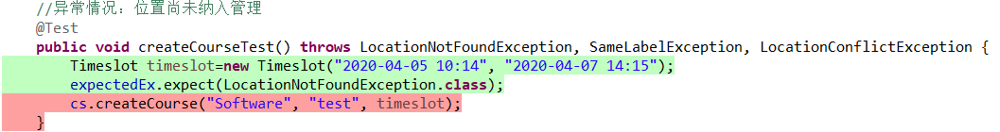 //异常情况：位置尚未纳入管理
@Test
public void createCourseTest() throws LocationNotFoundException, SameLabelException, LocationConflictException {
Timeslot timeslot=new Timeslot("2020-04-05 10:14", "2020-04-07 14:15");
expectedEx.expect(LocationNotFoundException.class);
cs.createCourse("Software", "test", timeslot);
}